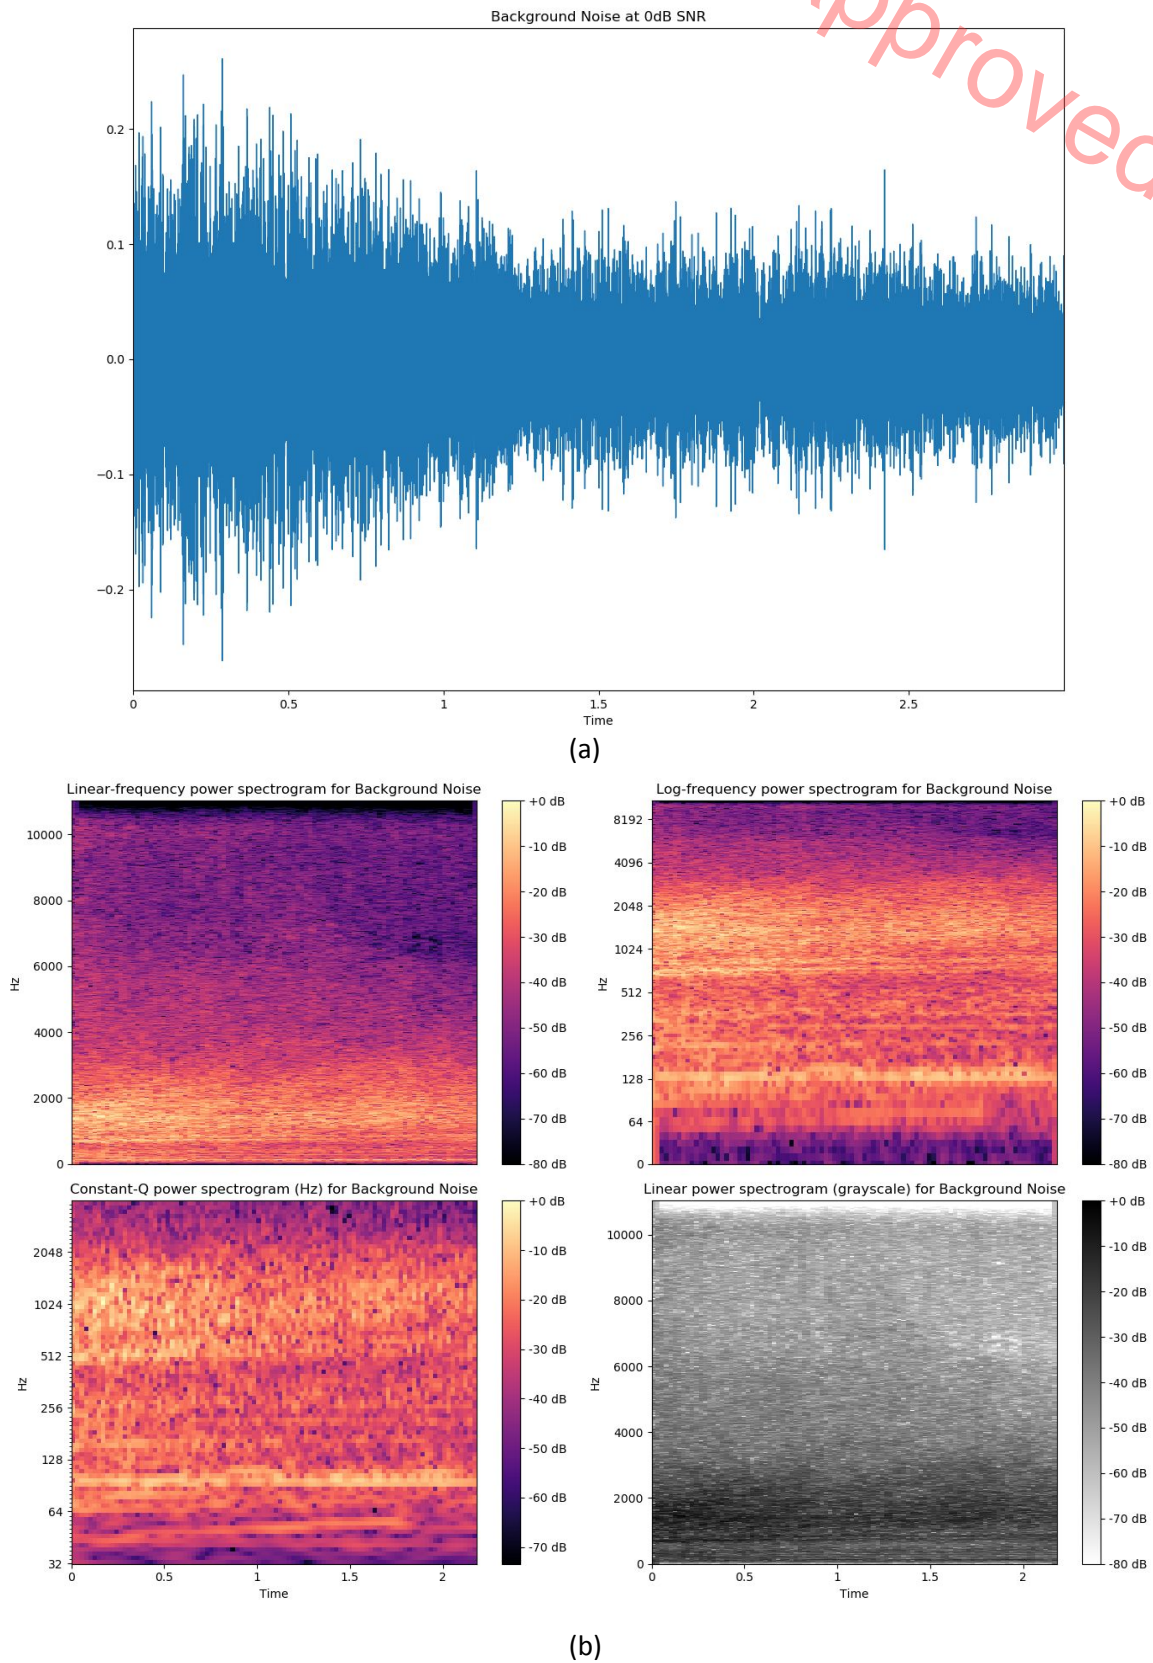 Approved
Background Noise at 0dB SNR
0.2
0.1
0.0
−0.1
−0.2
0 0.5 1 1.5 2 2.5
Time
(a)
Linear-frequency power spectrogram for Background Noise
10000
8000
6000
4000
2000
0
Hz
+0 dB
-10 dB
-20 dB
-30 dB
-40 dB
-50 dB
-60 dB
-70 dB
-80 dB
Log-frequency power spectrogram for Background Noise
8192
4096
2048
1024
512
256
128
64
0
Hz
+0 dB
-10 dB
-20 dB
-30 dB
-40 dB
-50 dB
-60 dB
-70 dB
-80 dB
Constant-Q power spectrogram (Hz) for Background Noise
2048
1024
512
256
128
64
32
Hz
0 0.5 1 1.5 2
Time
+0 dB
-10 dB
-20 dB
-30 dB
-40 dB
-50 dB
-60 dB
-70 dB
Linear power spectrogram (grayscale) for Background Noise
10000
8000
6000
4000
2000
0
Hz
0 0.5 1 1.5 2
Time
+0 dB
-10 dB
-20 dB
-30 dB
-40 dB
-50 dB
-60 dB
-70 dB
-80 dB
(b)